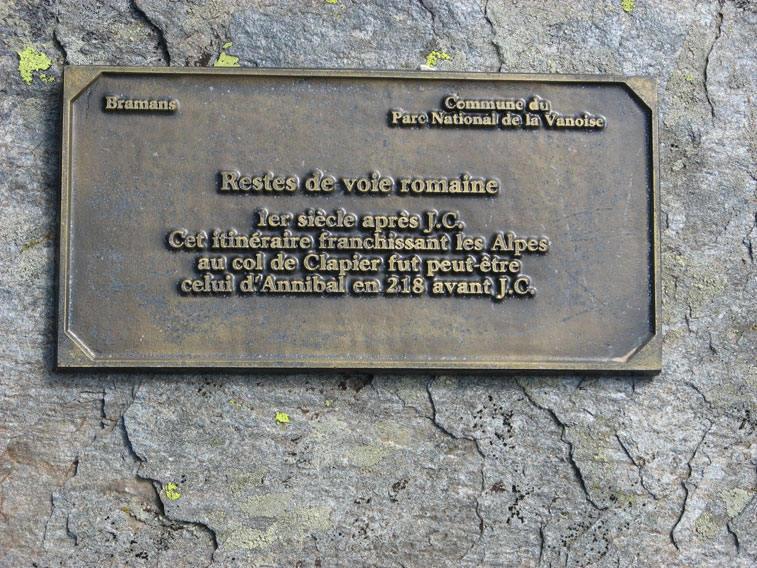 Bramans
Commune du
Parc National de la Vanoise
Restes de voie romaine
1er siècle après J.C.
Cet itinéraire franchissant les Alpes
au col de Clapier fut peut-être
celui d'Annibal en 218 avant J.C.